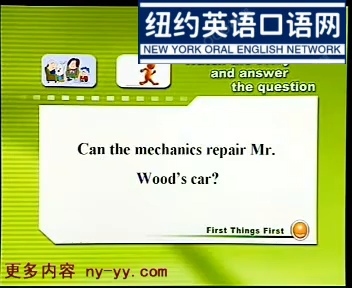 纽约英语口语网
NEW YORK ORAL ENGLISH NETWORK
and answer
the question
Can the mechanics repair Mr.
Wood's car?
First Things First
更多内容 ny-yy.com